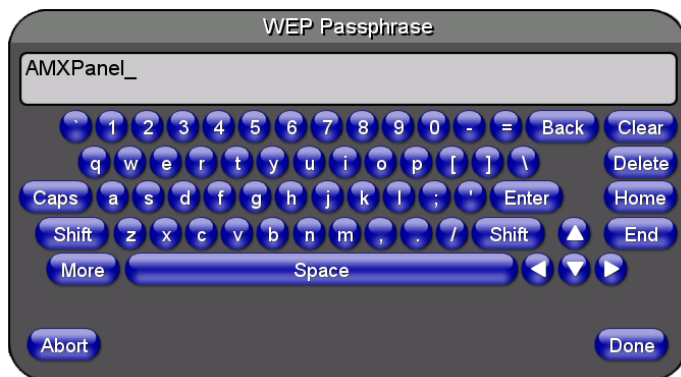 WEP Passphrase
AMXPanel_
` 1 2 3 4 5 6 7 8 9 0 - = Back Clear
q w e r t y u i o p [ ] \ Delete
Caps a s d f g h j k l ; ' Enter Home
Shift z x c v b n m , . / Shift End
More Space
Abort Done